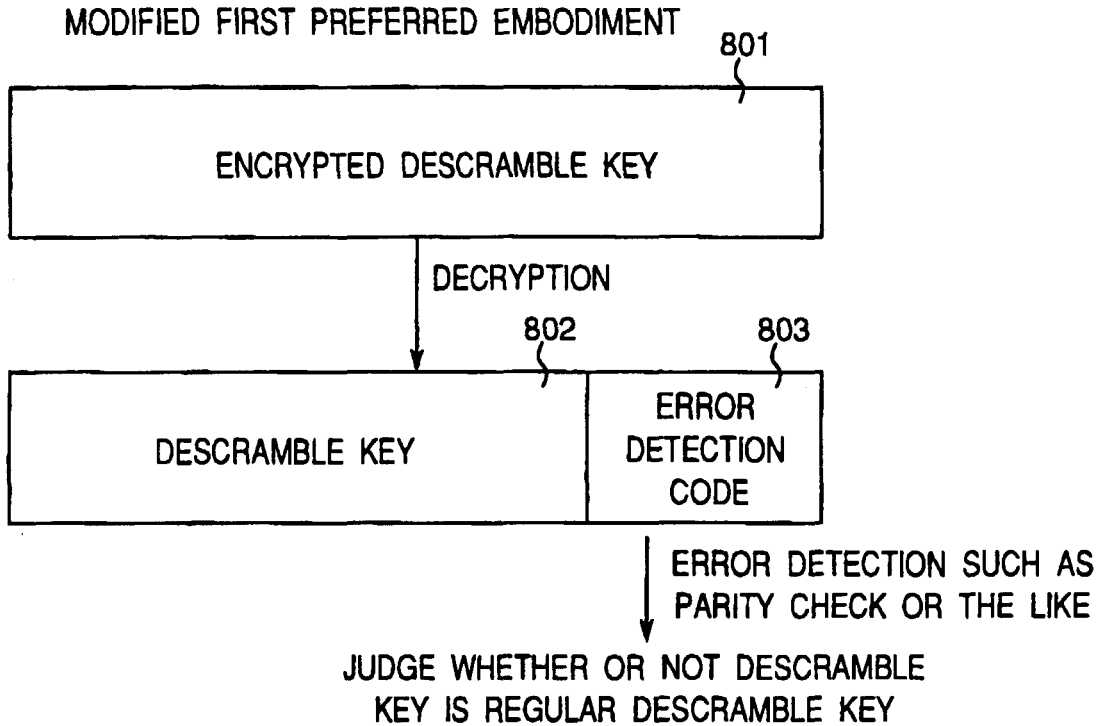 MODIFIED FIRST PREFERRED EMBODIMENT
801
ENCRYPTED DESCRAMBLE KEY
DECRYPTION
802
803
DESCRAMBLE KEY
ERROR
DETECTION
CODE
ERROR DETECTION SUCH AS
PARITY CHECK OR THE LIKE
JUDGE WHETHER OR NOT DESCRAMBLE
KEY IS REGULAR DESCRAMBLE KEY